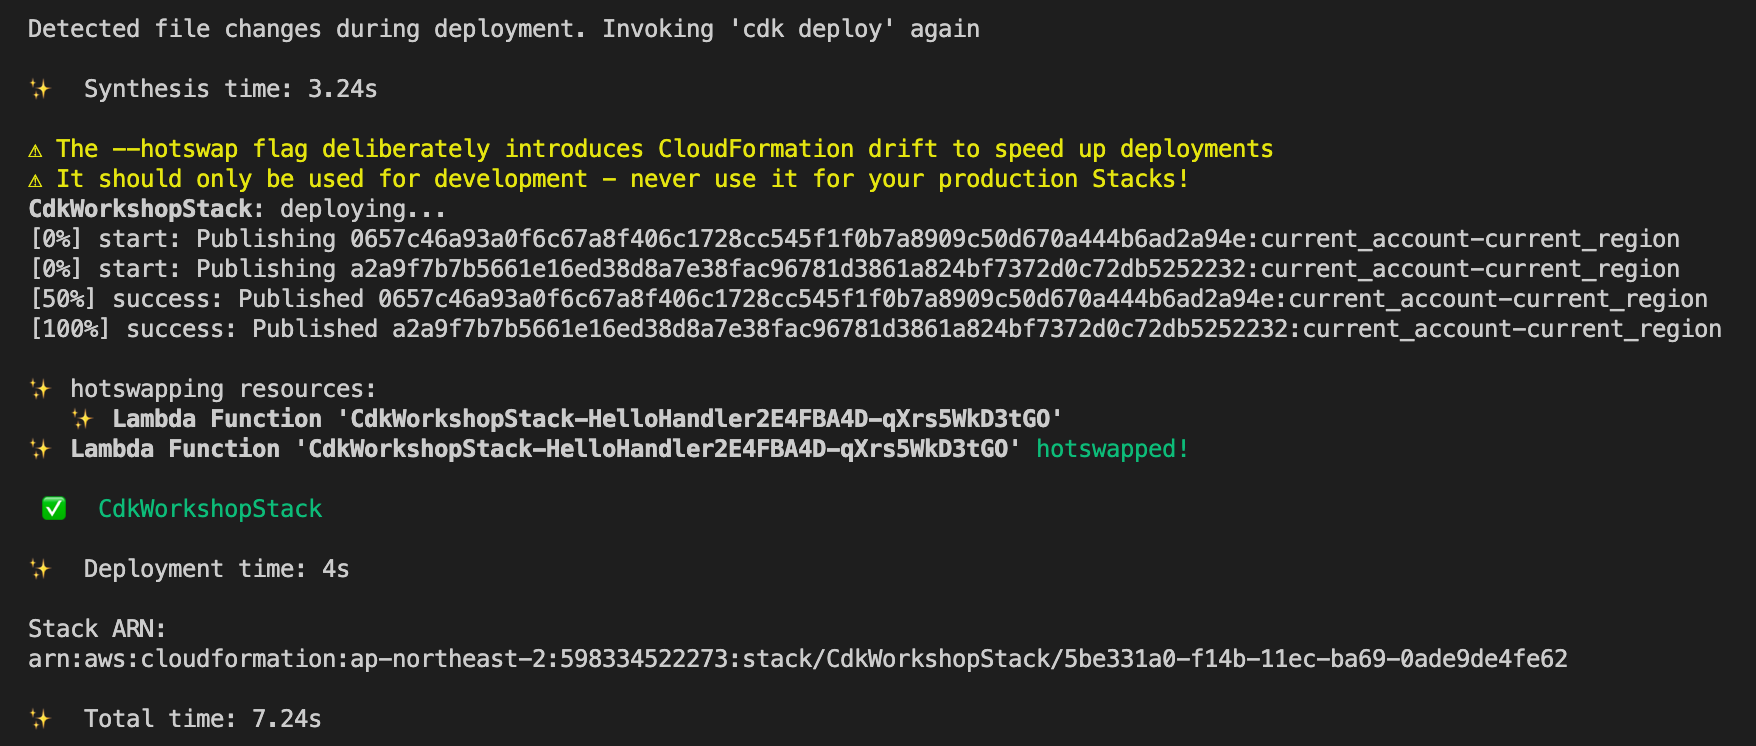 Detected file changes during deployment. Invoking 'cdk deploy' again
✨  Synthesis time: 3.24s
⚠ The --hotswap flag deliberately introduces CloudFormation drift to speed up deployments
⚠ It should only be used for development - never use it for your production Stacks!
CdkWorkshopStack: deploying...
[0%] start: Publishing 0657c46a93a0f6c67a8f406c1728cc545f1f0b7a8909c50d670a444b6ad2a94e:current_account-current_region
[0%] start: Publishing a2a9f7b7b5661e16ed38d8a7e38fac96781d3861a824bf7372d0c72db5252232:current_account-current_region
[50%] success: Published 0657c46a93a0f6c67a8f406c1728cc545f1f0b7a8909c50d670a444b6ad2a94e:current_account-current_region
[100%] success: Published a2a9f7b7b5661e16ed38d8a7e38fac96781d3861a824bf7372d0c72db5252232:current_account-current_region
✨ hotswapping resources:
✨ Lambda Function 'CdkWorkshopStack-HelloHandler2E4FBA4D-qXrs5WkD3tGO'
✨ Lambda Function 'CdkWorkshopStack-HelloHandler2E4FBA4D-qXrs5WkD3tGO' hotswapped!
✅  CdkWorkshopStack
✨  Deployment time: 4s
Stack ARN:
arn:aws:cloudformation:ap-northeast-2:598334522273:stack/CdkWorkshopStack/5be331a0-f14b-11ec-ba69-0ade9de4fe62
✨  Total time: 7.24s